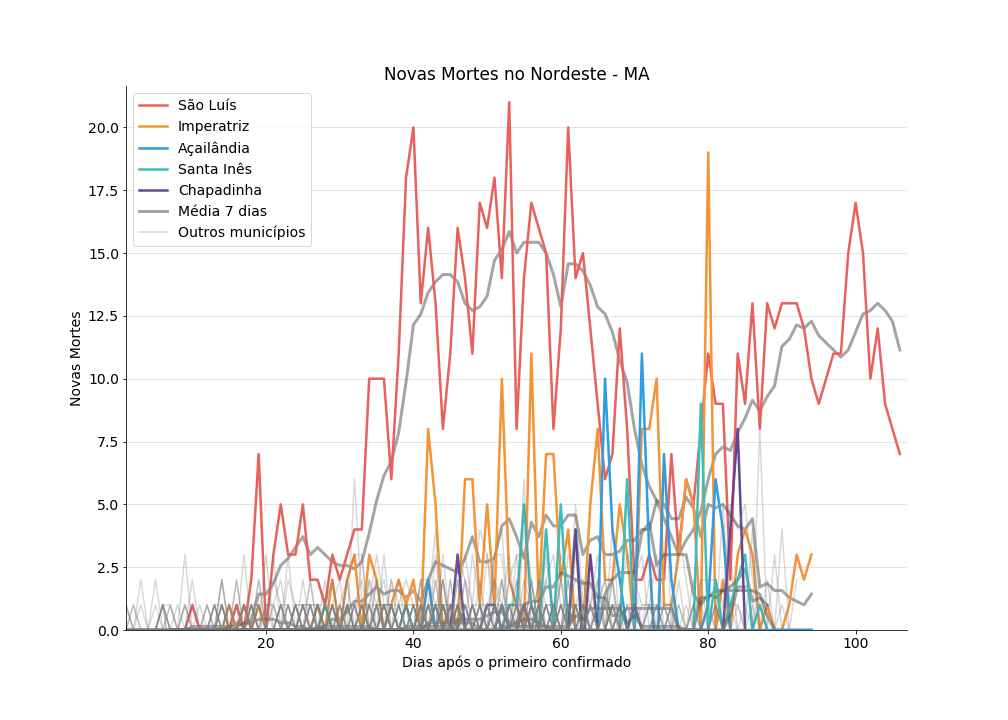 Novas Mortes no Nordeste - MA
São Luís
Imperatriz
Açailândia
Santa Inês
Chapadinha
Média 7 dias
Outros municípios
Novas Mortes
20.0
17.5
15.0
12.5
10.0
7.5
5.0
2.5
0.0
20
40
60
80
100
Dias após o primeiro confirmado